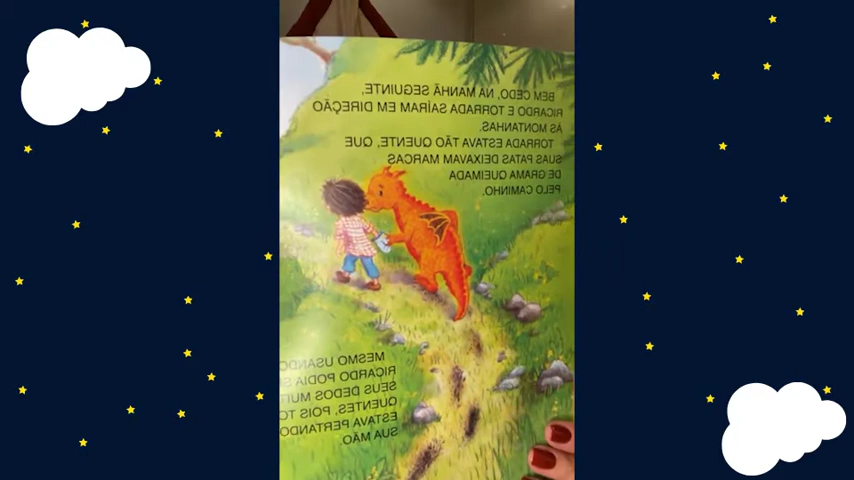 BEM CEDO, NA MANHÃ SEGUINTE,
RICARDO E TORRADA SAÍRAM EM DIREÇÃO
ÀS MONTANHAS.
TORRADA ESTAVA TÃO QUENTE, QUE
SUAS PATAS DEIXAVAM MARCAS
DE GRAMA QUEIMADA
PELO CAMINHO.
MESMO USANDO
RICARDO PODIA
SEUS DEDOS
QUENTES, POIS
ESTAVA PERTANDO
SUA MÃO.